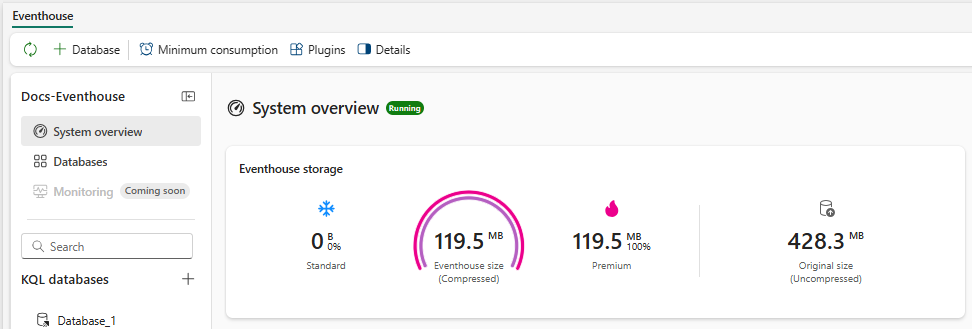 Eventhouse
Database
Minimum consumption
Plugins
Details
Docs-Eventhouse
System overview
Databases
Monitoring Coming soon
Search
KQL databases
Database_1
System overview Running
Eventhouse storage
0 B 0%
Standard
119.5 MB
Eventhouse size
(Compressed)
119.5 MB 100%
Premium
428.3 MB
Original size
(Uncompressed)